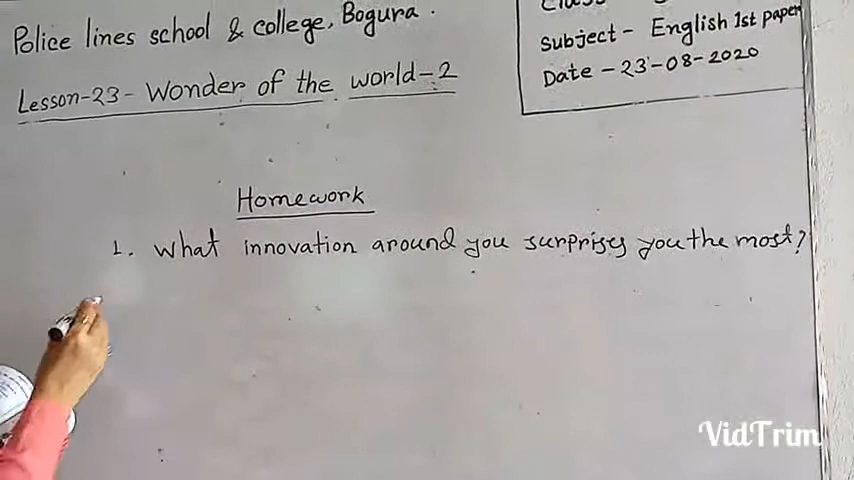 Police lines school & college, Bogura.
Lesson-23- Wonder of the world-2
Subject- English 1st paper
Date -23-08-2020
Homework
1. What innovation around you surprises you the most?
VidTrim